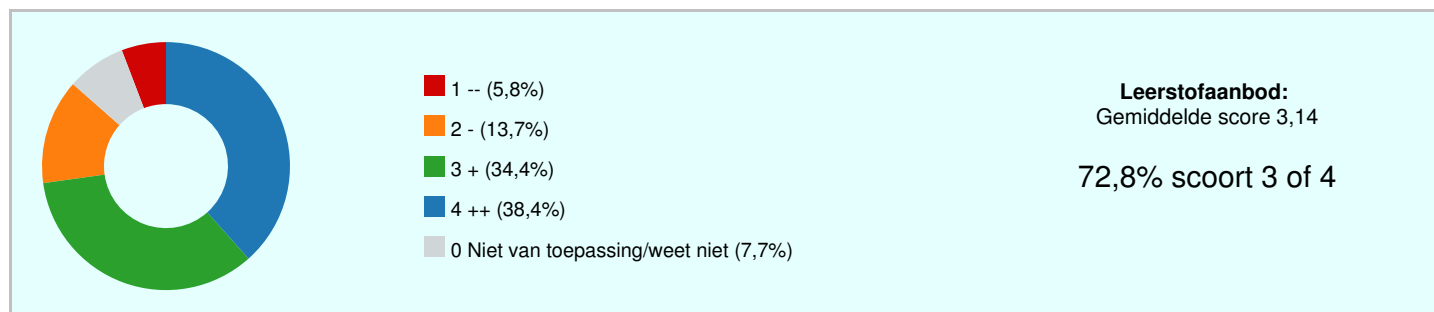 1 -- (5,8%)
2 - (13,7%)
3 + (34,4%)
4 ++ (38,4%)
0 Niet van toepassing/weet niet (7,7%)
Leerstofaanbod:
Gemiddelde score 3,14
72,8% scoort 3 of 4